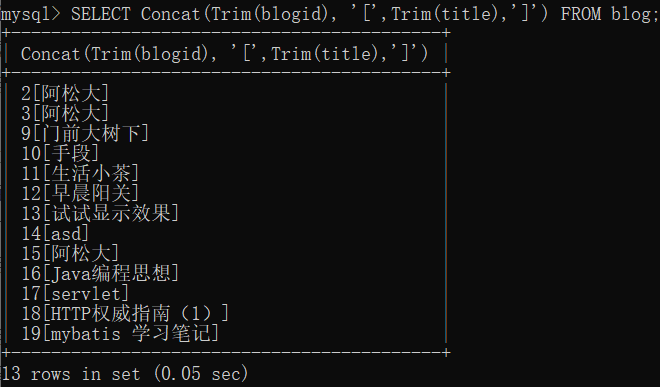 mysql> SELECT Concat(Trim(blogid), '[',Trim(title),']') FROM blog;
+-------------------------------------------+
| Concat(Trim(blogid), '[',Trim(title),']') |
+-------------------------------------------+
| 2[阿松大] |
| 3[阿松大] |
| 9[门前大树下] |
| 10[手段] |
| 11[生活小茶] |
| 12[早晨阳关] |
| 13[试试显示效果] |
| 14[asd] |
| 15[阿松大] |
| 16[Java编程思想] |
| 17[servlet] |
| 18[HTTP权威指南（1）] |
| 19[mybatis 学习笔记] |
+-------------------------------------------+
13 rows in set (0.05 sec)